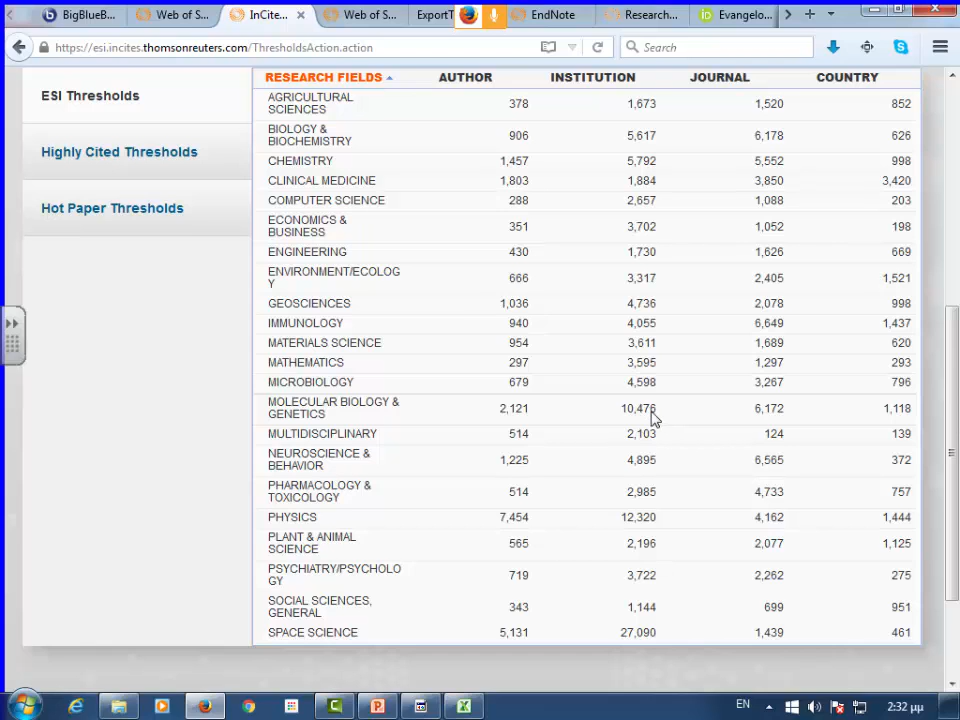 BigBlueB...
Web of S...
InCite...
Web of S...
ExportT
EndNote
Research...
Evangelo...
https://esi.incites.thomsonreuters.com/ThresholdsAction.action
Search
ESI Thresholds
Highly Cited Thresholds
Hot Paper Thresholds
RESEARCH FIELDS AUTHOR INSTITUTION JOURNAL COUNTRY
AGRICULTURAL
SCIENCES 378 1,673 1,520 852
BIOLOGY &
BIOCHEMISTRY 906 5,617 6,178 626
CHEMISTRY 1,457 5,792 5,552 998
CLINICAL MEDICINE 1,803 1,884 3,850 3,420
COMPUTER SCIENCE 288 2,657 1,088 203
ECONOMICS &
BUSINESS 351 3,702 1,052 198
ENGINEERING 430 1,730 1,626 669
ENVIRONMENT/ECOLOG
Y 666 3,317 2,405 1,521
GEOSCIENCES 1,036 4,736 2,078 998
IMMUNOLOGY 940 4,055 6,649 1,437
MATERIALS SCIENCE 954 3,611 1,689 620
MATHEMATICS 297 3,595 1,297 293
MICROBIOLOGY 679 4,598 3,267 796
MOLECULAR BIOLOGY &
GENETICS 2,121 10,476 6,172 1,118
MULTIDISCIPLINARY 514 2,103 124 139
NEUROSCIENCE &
BEHAVIOR 1,225 4,895 6,565 372
PHARMACOLOGY &
TOXICOLOGY 514 2,985 4,733 757
PHYSICS 7,454 12,320 4,162 1,444
PLANT & ANIMAL
SCIENCE 565 2,196 2,077 1,125
PSYCHIATRY/PSYCHOLO
GY 719 3,722 2,262 275
SOCIAL SCIENCES,
GENERAL 343 1,144 699 951
SPACE SCIENCE 5,131 27,090 1,439 461
EN
2:32 μμ